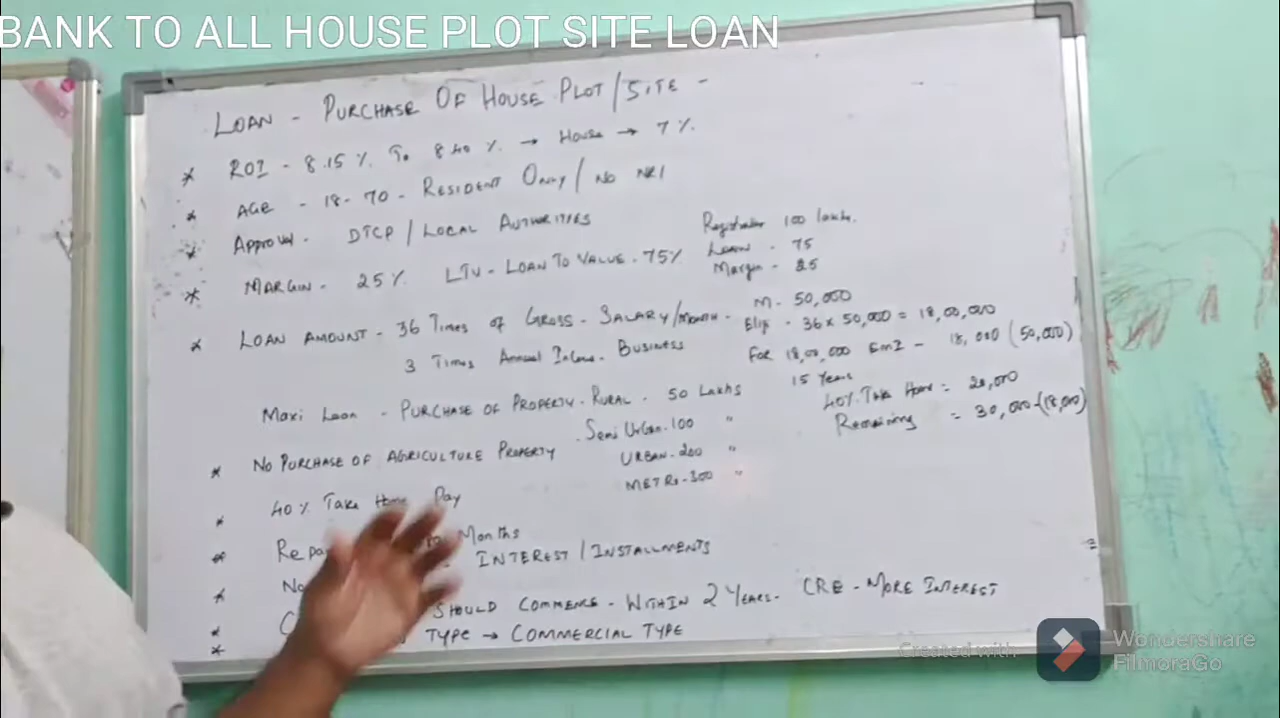 BANK TO ALL HOUSE PLOT SITE LOAN
LOAN - PURCHASE OF HOUSE PLOT/SITE -
* ROI - 8.15 % To 8.40 % → House → 7 %
* AGE - 18-70 - RESIDENT ONLY / NO NRI
* APPROVAL - DTCP / LOCAL AUTHORITIES
* MARGIN - 25 % LTV - LOAN TO VALUE - 75%
Registration 100 lakhs.
Loan - 75
Margin - 25
* LOAN AMOUNT - 36 Times of GROSS - SALARY/MONTH -
3 Times Annual Income - BUSINESS
M - 50,000
Elig - 36 x 50,000 = 18,00,000
For 18,00,000 EMI - 18,000 (50,000)
15 Years
40% Take Home = 20,000
Remaining = 30,000-(18,000)
Maxi Loan - PURCHASE OF PROPERTY - RURAL - 50 Lakhs
Semi Urban - 100 "
URBAN - 200 "
METRO - 300 "
* NO PURCHASE OF AGRICULTURE PROPERTY
* 40% Take Home Pay
* Repa Months
* No INTEREST / INSTALLMENTS
* C SHOULD COMMENCE - WITHIN 2 YEARS - CRE - MORE INTEREST
* TYPE → COMMERCIAL TYPE
Created with
Wondershare
FilmoraGo